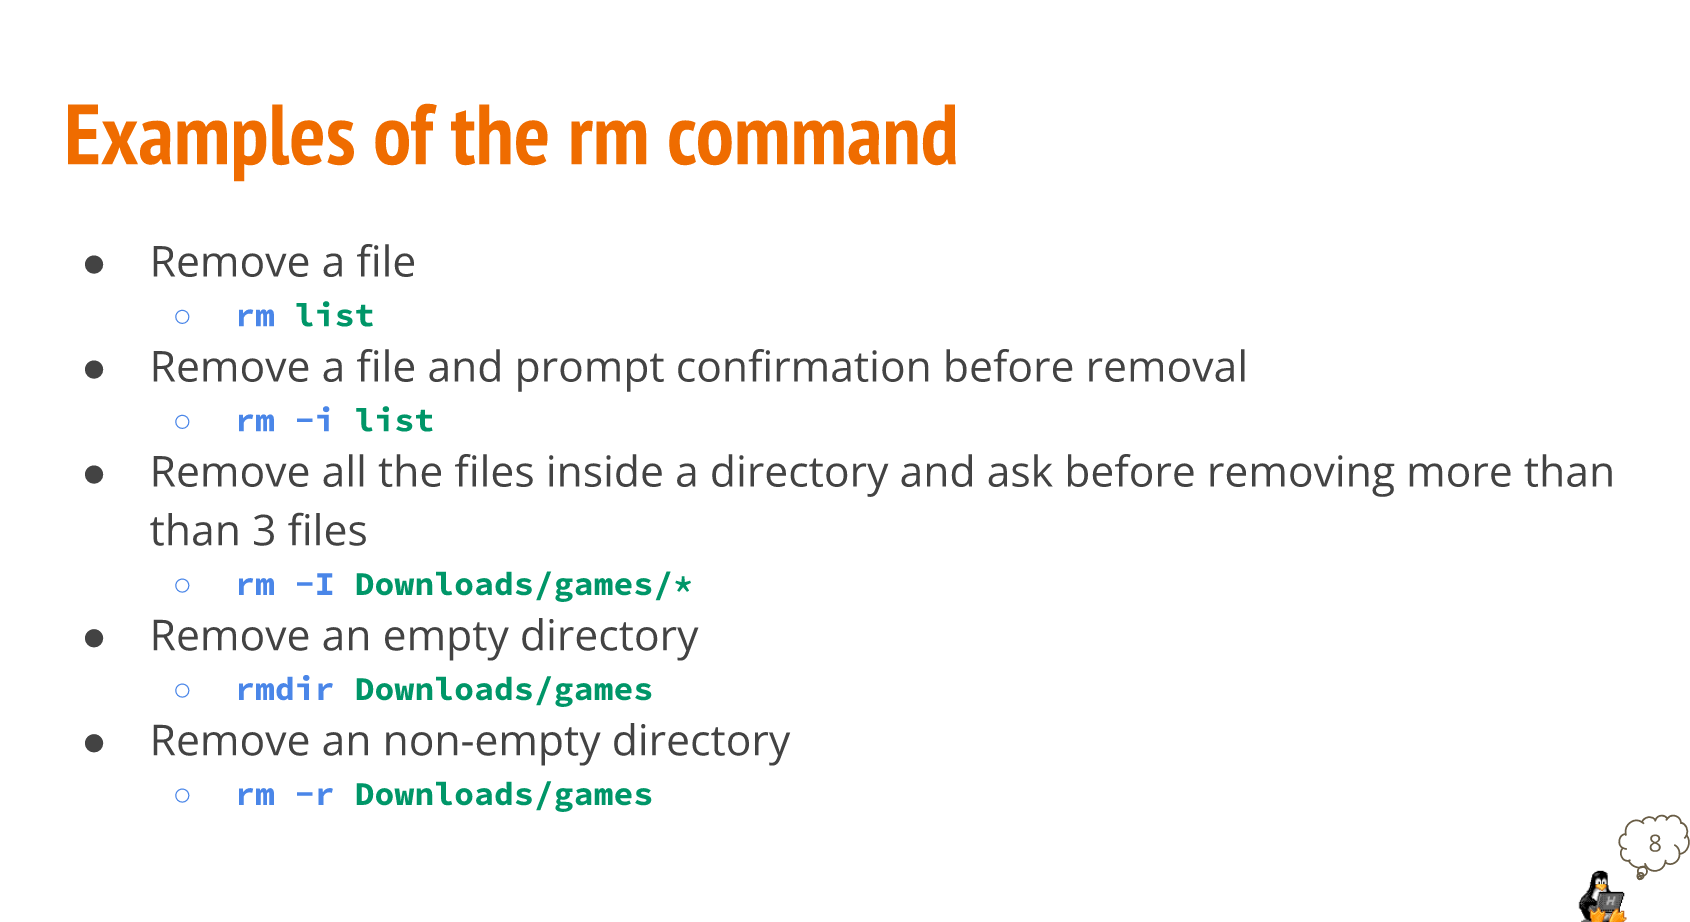 Examples of the rm command
● Remove a file
○ rm list
● Remove a file and prompt confirmation before removal
○ rm -i list
● Remove all the files inside a directory and ask before removing more than
than 3 files
○ rm -I Downloads/games/*
● Remove an empty directory
○ rmdir Downloads/games
● Remove an non-empty directory
○ rm -r Downloads/games
8
H